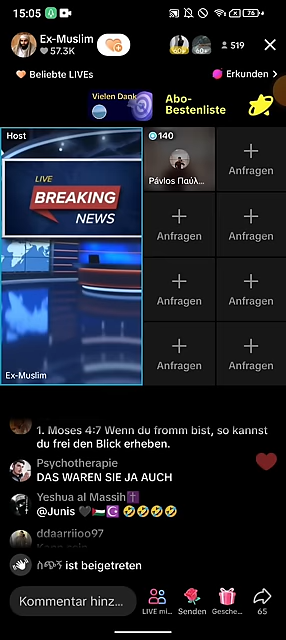 15:05
76
Ex-Muslim
57.3K
519
Beliebte LIVEs
Erkunden >
Vielen Dank
Abo-
Bestenliste
Host
LIVE
BREAKING
NEWS
Ex-Muslim
140
Pávlos Παύλ...
Anfragen
Anfragen
Anfragen
Anfragen
Anfragen
Anfragen
Anfragen
1. Moses 4:7 Wenn du fromm bist, so kannst
du frei den Blick erheben.
Psychotherapie
DAS WAREN SIE JA AUCH
Yeshua al Massih✝️
@Junis 🖤🇵🇸☪️🤣🤣🤣🤣
ddaarriioo97
ስጭኝ ist beigetreten
Kommentar hinz...
LIVE mi...
Senden
Gesche...
65